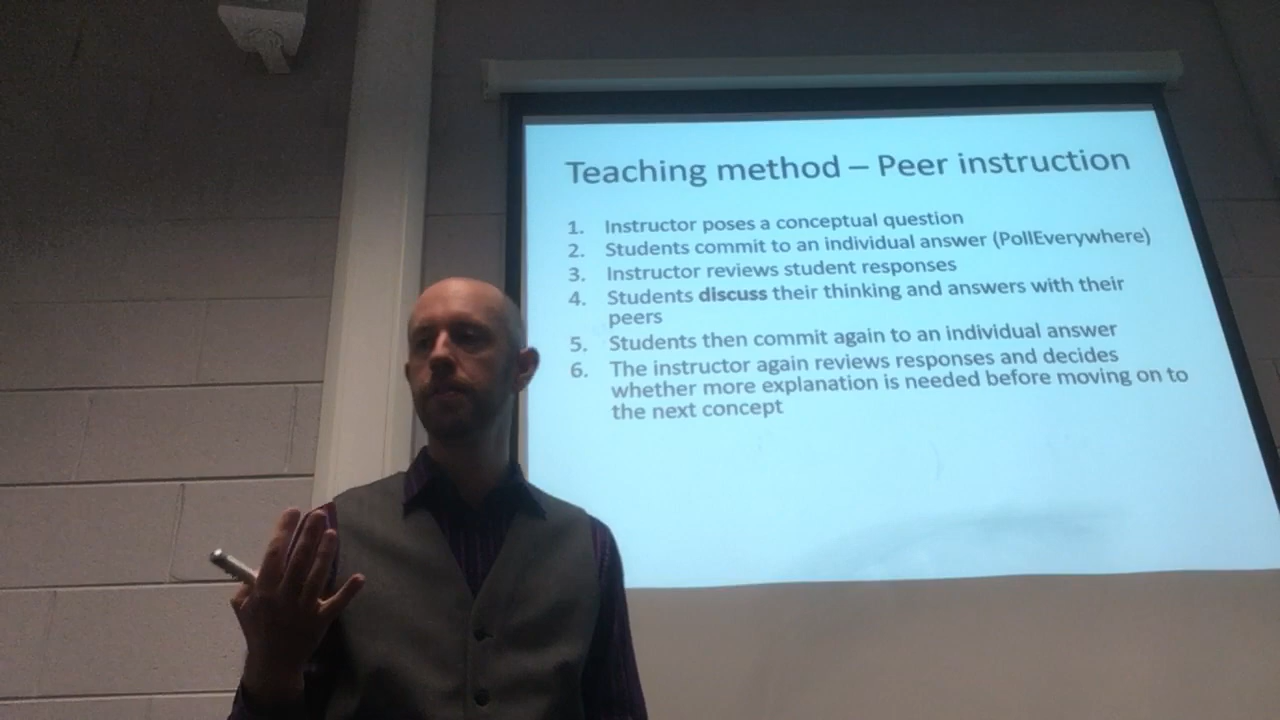 Teaching method – Peer instruction
1. Instructor poses a conceptual question
2. Students commit to an individual answer (PollEverywhere)
3. Instructor reviews student responses
4. Students discuss their thinking and answers with their
peers
5. Students then commit again to an individual answer
6. The instructor again reviews responses and decides
whether more explanation is needed before moving on to
the next concept